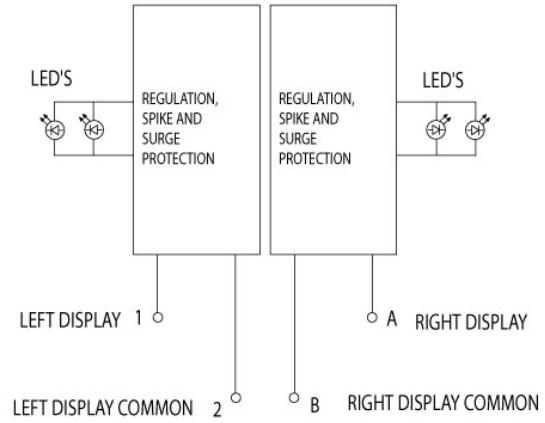 LED'S
REGULATION,
SPIKE AND
SURGE
PROTECTION
REGULATION,
SPIKE AND
SURGE
PROTECTION
LED'S
LEFT DISPLAY 1
A RIGHT DISPLAY
LEFT DISPLAY COMMON 2
B RIGHT DISPLAY COMMON